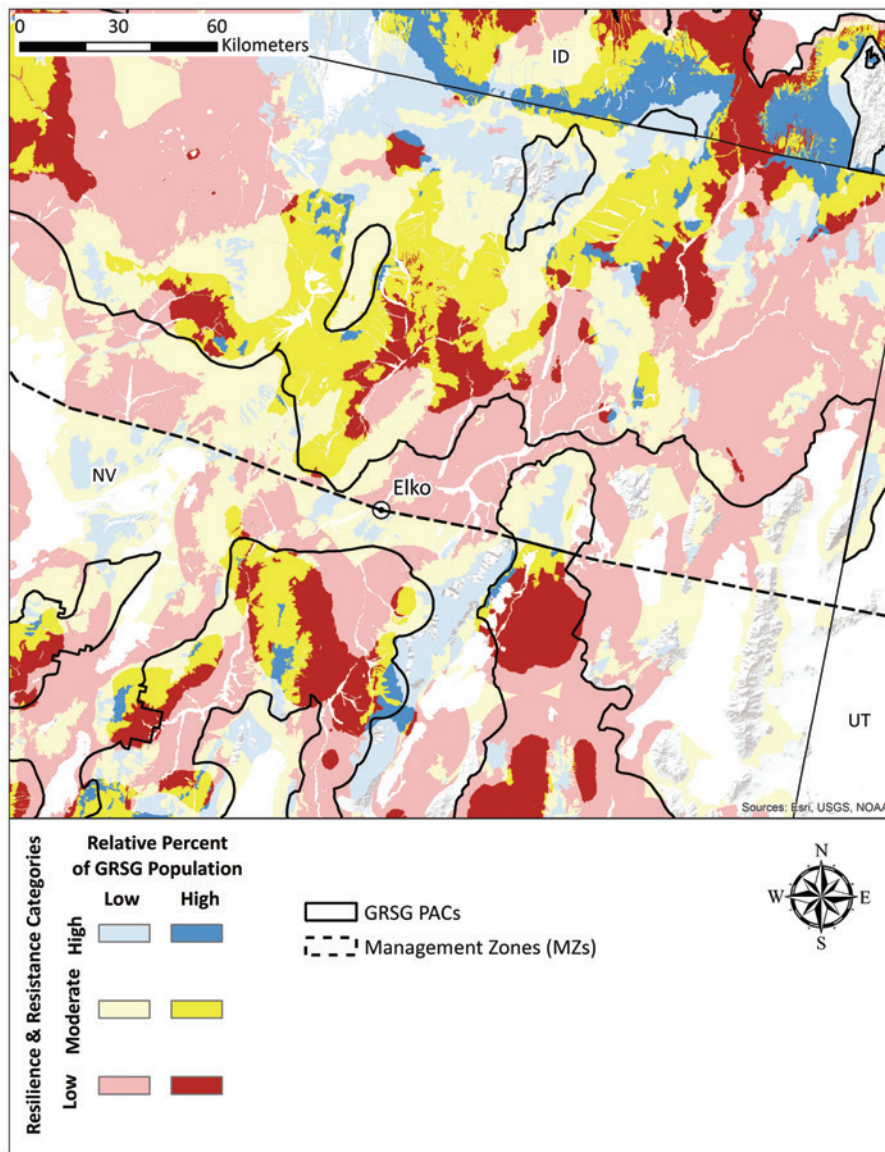 0 30 60
Kilometers
ID
NV
Elko
UT
Sources: Esri, USGS, NOAA
Resilience & Resistance Categories
Relative Percent
of GRSG Population
Low High
High
Moderate
Low
GRSG PACs
Management Zones (MZs)
N
W E
S